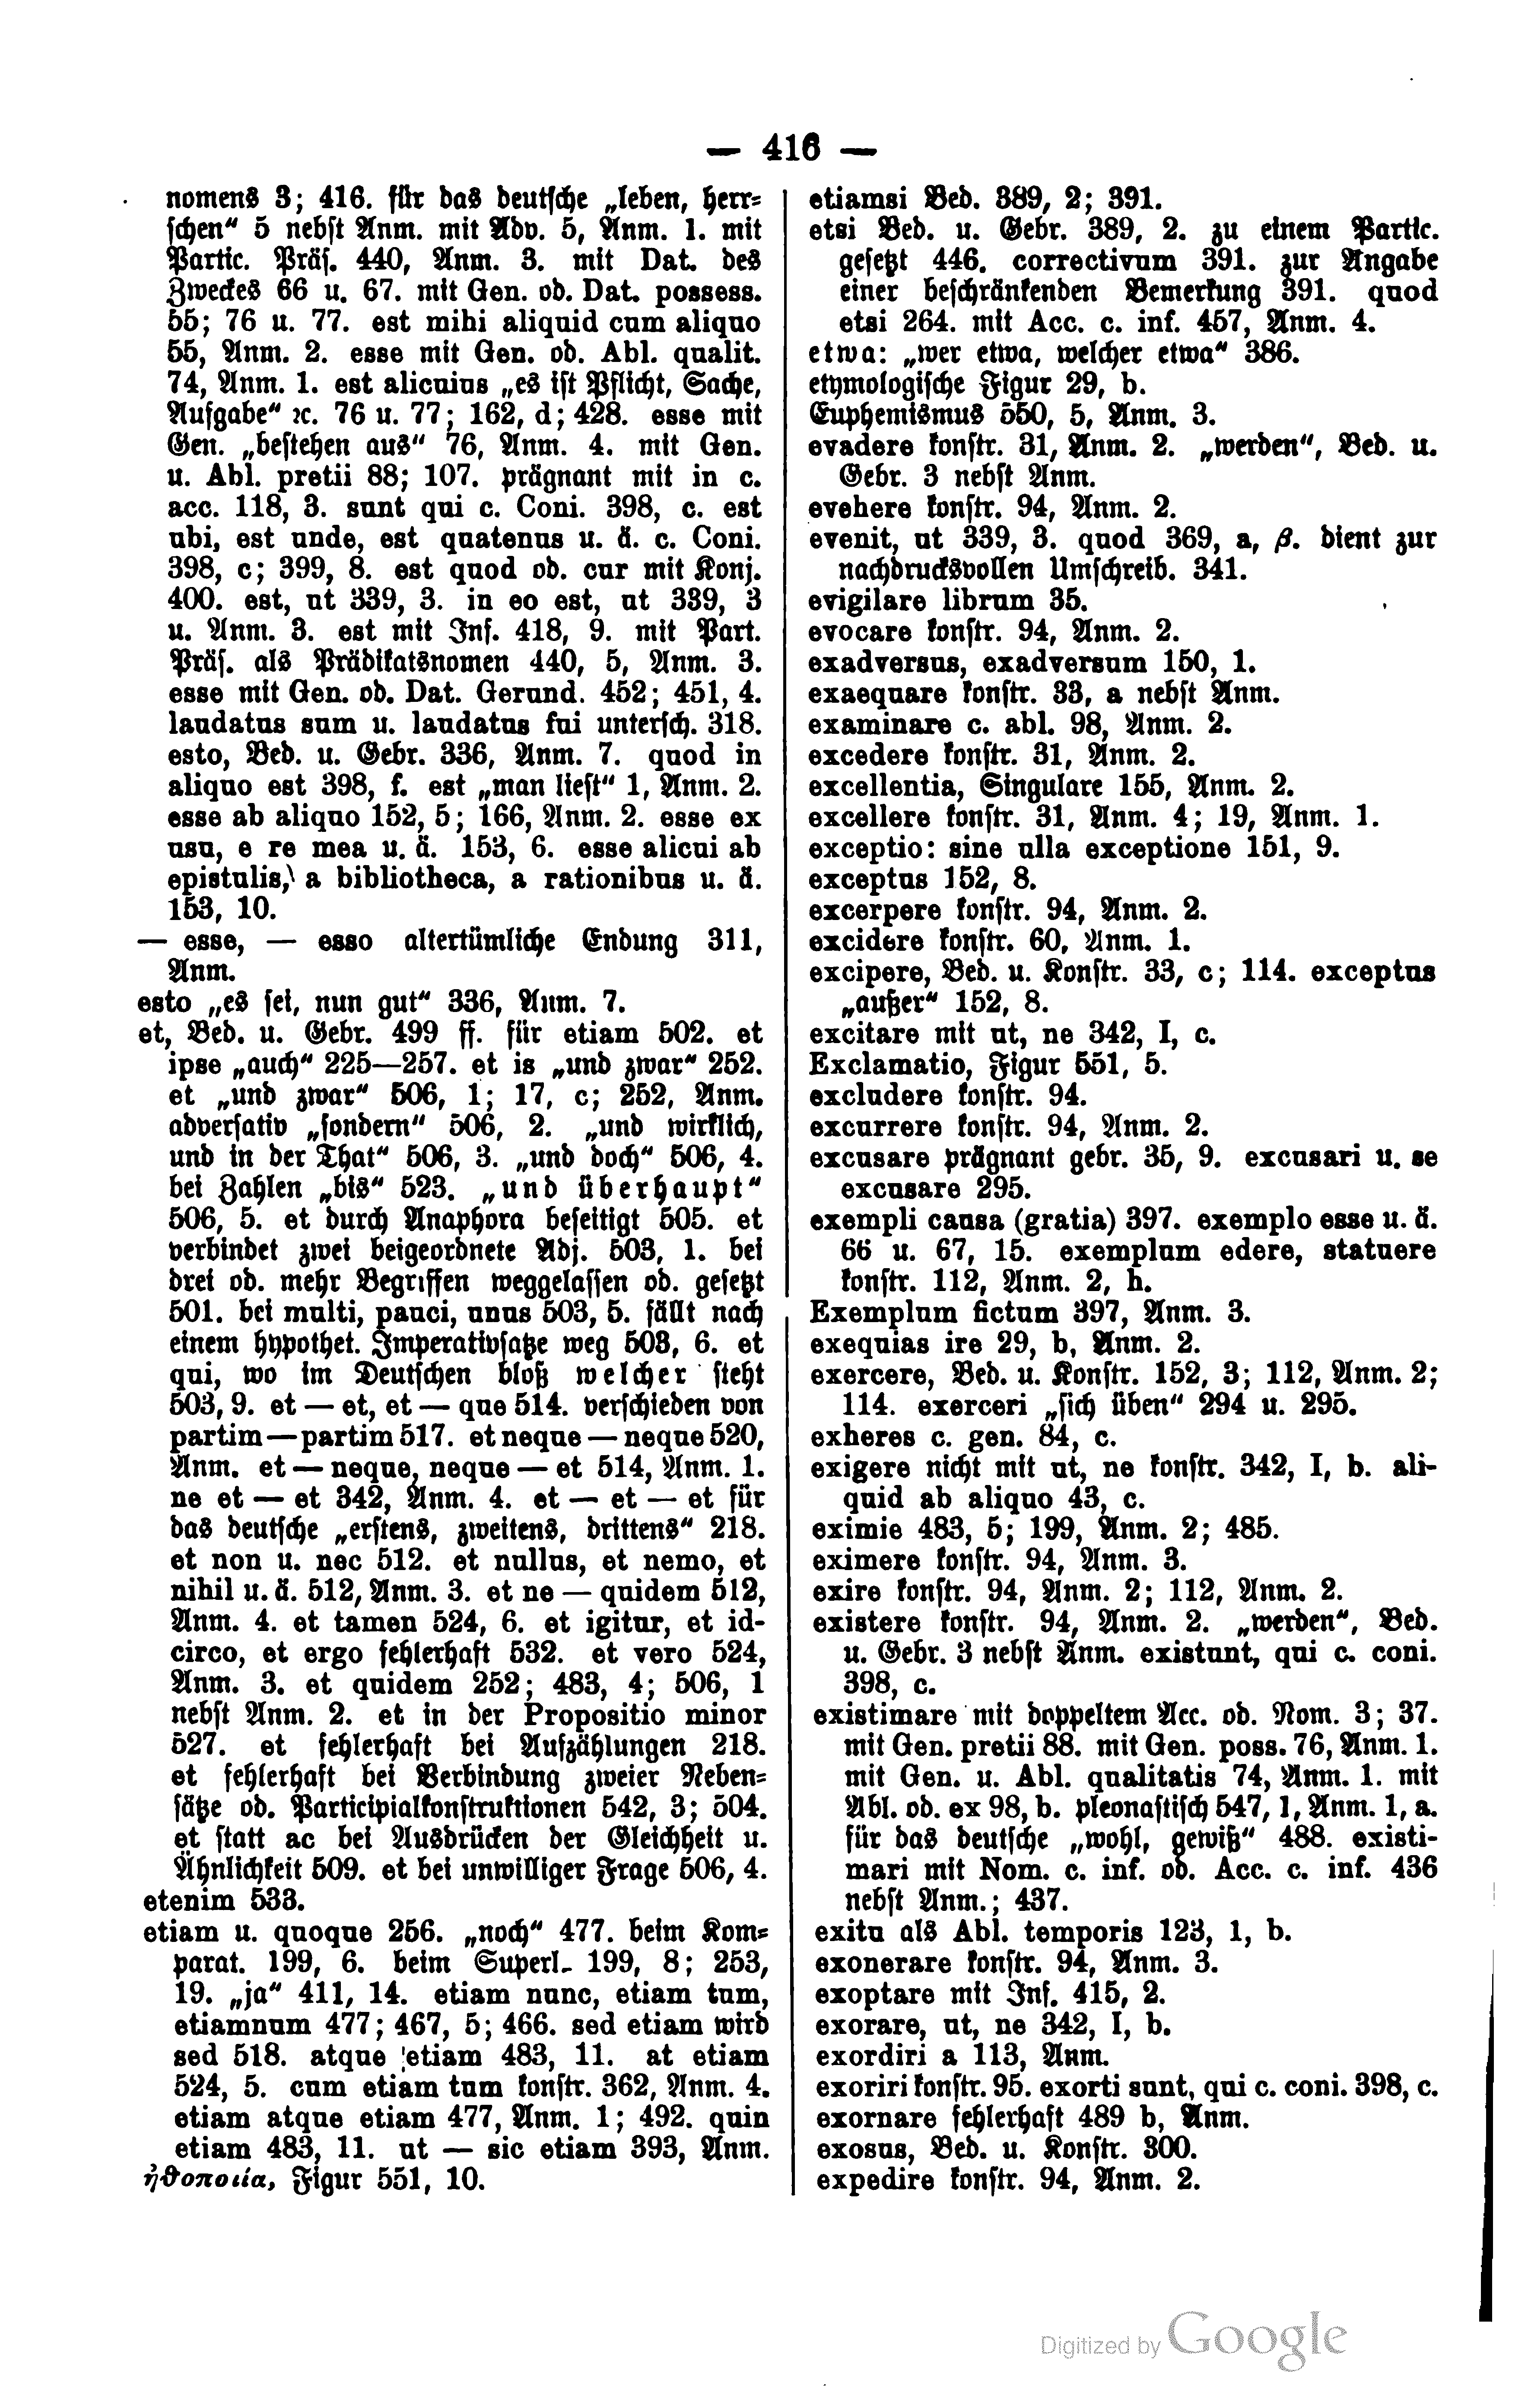 — 416 —
nomens 3; 416. für das deutsche „leben, herr=
schen“ 5 nebst Anm. mit Adv. 5, Anm. 1. mit
Partic. Präs. 440, Anm. 3. mit Dat. des
Zweckes 66 u. 67. mit Gen. ob. Dat. possess.
55; 76 u. 77. est mihi aliquid cum aliquo
55, Anm. 2. esse mit Gen. ob. Abl. qualit.
74, Anm. 1. est alicuius „es ist Pflicht, Sache,
Aufgabe“ ꝛc. 76 u. 77; 162, d; 428. esse mit
Gen. „bestehen aus“ 76, Anm. 4. mit Gen.
u. Abl. pretii 88; 107. prägnant mit in c.
acc. 118, 3. sunt qui c. Coni. 398, c. est
ubi, est unde, est quatenus u. ä. c. Coni.
398, c; 399, 8. est quod ob. cur mit Konj.
400. est, ut 339, 3. in eo est, ut 339, 3
u. Anm. 3. est mit Inf. 418, 9. mit Part.
Präs. als Prädikatsnomen 440, 5, Anm. 3.
esse mit Gen. ob. Dat. Gerund. 452; 451, 4.
laudatus sum u. laudatus fui untersch. 318.
esto, Bed. u. Gebr. 336, Anm. 7. quod in
aliquo est 398, f. est „man liest“ 1, Anm. 2.
esse ab aliquo 152, 5; 166, Anm. 2. esse ex
usu, e re mea u. ä. 153, 6. esse alicui ab
epistulis, a bibliotheca, a rationibus u. ä.
153, 10.
— esse, — esso altertümliche Endung 311,
Anm.
esto „es sei, nun gut“ 336, Anm. 7.
et, Bed. u. Gebr. 499 ff. für etiam 502. et
ipse „auch“ 225—257. et is „und zwar“ 252.
et „und zwar“ 506, 1; 17, c; 252, Anm.
adversativ „sondern“ 506, 2. „und wirklich,
und in der That“ 506, 3. „und doch“ 506, 4.
bei Zahlen „bis“ 523. „und überhaupt“
506, 5. et durch Anaphora beseitigt 505. et
verbindet zwei beigeordnete Adj. 503, 1. bei
drei ob. mehr Begriffen weggelassen ob. gesetzt
501. bei multi, pauci, unus 503, 5. fällt nach
einem hypothet. Imperativsatze weg 503, 6. et
qui, wo im Deutschen bloß welcher steht
503, 9. et — et, et — que 514. verschieden von
partim—partim 517. et neque — neque 520,
Anm. et — neque, neque — et 514, Anm. 1.
ne et — et 342, Anm. 4. et — et — et für
das deutsche „erstens, zweitens, drittens“ 218.
et non u. nec 512. et nullus, et nemo, et
nihil u. ä. 512, Anm. 3. et ne — quidem 512,
Anm. 4. et tamen 524, 6. et igitur, et id-
circo, et ergo fehlerhaft 532. et vero 524,
Anm. 3. et quidem 252; 483, 4; 506, 1
nebst Anm. 2. et in der Propositio minor
527. et fehlerhaft bei Aufzählungen 218.
et fehlerhaft bei Verbindung zweier Neben=
sätze ob. Participialkonstruktionen 542, 3; 504.
et statt ac bei Ausdrücken der Gleichheit u.
Ähnlichkeit 509. et bei unwilliger Frage 506, 4.
etenim 533.
etiam u. quoque 256. „noch“ 477. beim Kom=
parat. 199, 6. beim Superl. 199, 8; 253,
19. „ja“ 411, 14. etiam nunc, etiam tum,
etiamnum 477; 467, 5; 466. sed etiam wird
sed 518. atque etiam 483, 11. at etiam
524, 5. cum etiam tum konstr. 362, Anm. 4.
etiam atque etiam 477, Anm. 1; 492. quin
etiam 483, 11. ut — sic etiam 393, Anm.
ἠθοποιία, Figur 551, 10.
etiamsi Bed. 389, 2; 391.
etsi Bed. u. Gebr. 389, 2. zu einem Partic.
gesetzt 446. correctivum 391. zur Angabe
einer beschränkenden Bemerkung 391. quod
etsi 264. mit Acc. c. inf. 457, Anm. 4.
etwa: „wer etwa, welcher etwa“ 386.
etymologische Figur 29, b.
Euphemismus 550, 5, Anm. 3.
evadere konstr. 31, Anm. 2. „werden“, Bed. u.
Gebr. 3 nebst Anm.
evehere konstr. 94, Anm. 2.
evenit, ut 339, 3. quod 369, a, β. dient zur
nachdrucksvollen Umschreib. 341.
evigilare librum 35.
evocare konstr. 94, Anm. 2.
exadversus, exadversum 150, 1.
exaequare konstr. 33, a nebst Anm.
examinare c. abl. 98, Anm. 2.
excedere konstr. 31, Anm. 2.
excellentia, Singulare 155, Anm. 2.
excellere konstr. 31, Anm. 4; 19, Anm. 1.
exceptio: sine ulla exceptione 151, 9.
exceptus 152, 8.
excerpere konstr. 94, Anm. 2.
excidere konstr. 60, Anm. 1.
excipere, Bed. u. Konstr. 33, c; 114. exceptus
„außer“ 152, 8.
excitare mit ut, ne 342, I, c.
Exclamatio, Figur 551, 5.
excludere konstr. 94.
excurrere konstr. 94, Anm. 2.
excusare prägnant gebr. 35, 9. excusari u. se
excusare 295.
exempli causa (gratia) 397. exemplo esse u. ä.
66 u. 67, 15. exemplum edere, statuere
konstr. 112, Anm. 2, h.
Exemplum fictum 397, Anm. 3.
exequias ire 29, b, Anm. 2.
exercere, Bed. u. Konstr. 152, 3; 112, Anm. 2;
114. exerceri „sich üben“ 294 u. 295.
exheres c. gen. 84, c.
exigere nicht mit ut, ne konstr. 342, I, b. ali-
quid ab aliquo 43, c.
eximie 483, 5; 199, Anm. 2; 485.
eximere konstr. 94, Anm. 3.
exire konstr. 94, Anm. 2; 112, Anm. 2.
existere konstr. 94, Anm. 2. „werden“, Bed.
u. Gebr. 3 nebst Anm. existunt, qui c. coni.
398, c.
existimare mit doppeltem Acc. ob. Nom. 3; 37.
mit Gen. pretii 88. mit Gen. poss. 76, Anm. 1.
mit Gen. u. Abl. qualitatis 74, Anm. 1. mit
Abl. ob. ex 98, b. pleonastisch 547, 1, Anm. 1, a.
für das deutsche „wohl, gewiß“ 488. existi-
mari mit Nom. c. inf. ob. Acc. c. inf. 436
nebst Anm.; 437.
exitu als Abl. temporis 123, 1, b.
exonerare konstr. 94, Anm. 3.
exoptare mit Inf. 415, 2.
exorare, ut, ne 342, I, b.
exordiri a 113, Anm.
exoriri konstr. 95. exorti sunt, qui c. coni. 398, c.
exornare fehlerhaft 489 b, Anm.
exosus, Bed. u. Konstr. 300.
expedire konstr. 94, Anm. 2.
Digitized by Google